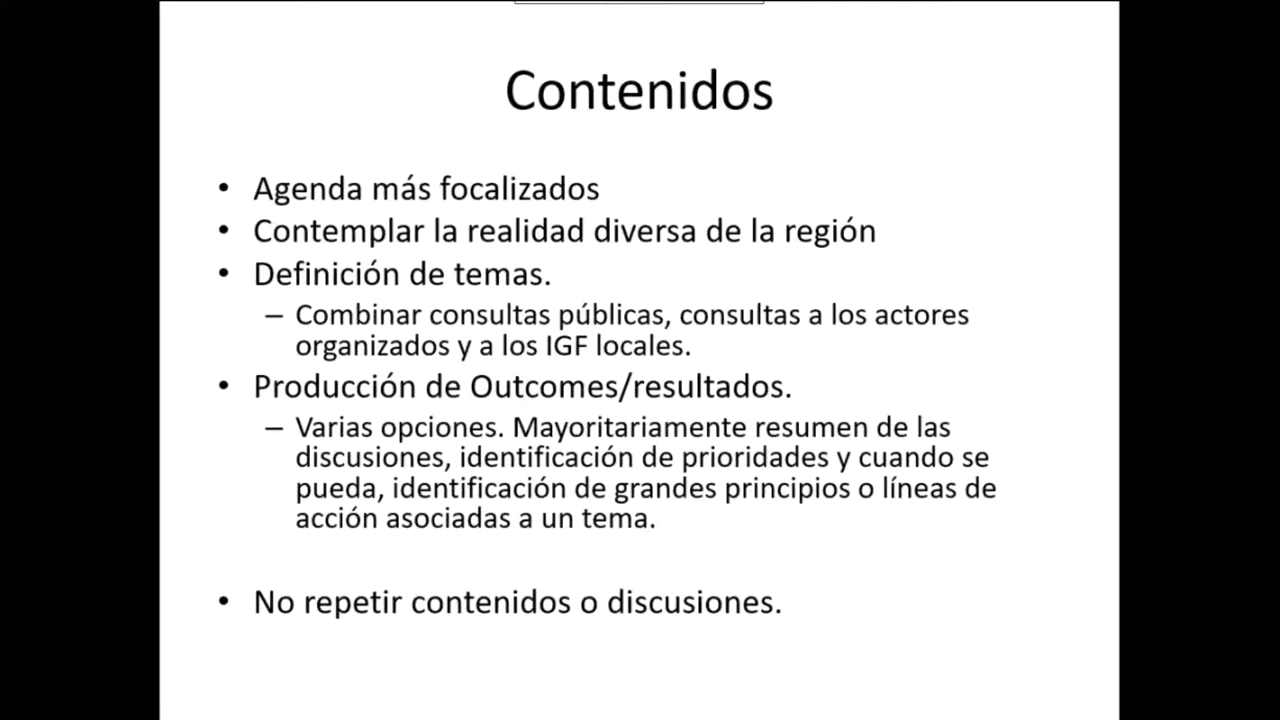 Contenidos
• Agenda más focalizados
• Contemplar la realidad diversa de la región
• Definición de temas.
– Combinar consultas públicas, consultas a los actores
organizados y a los IGF locales.
• Producción de Outcomes/resultados.
– Varias opciones. Mayoritariamente resumen de las
discusiones, identificación de prioridades y cuando se
pueda, identificación de grandes principios o líneas de
acción asociadas a un tema.
• No repetir contenidos o discusiones.